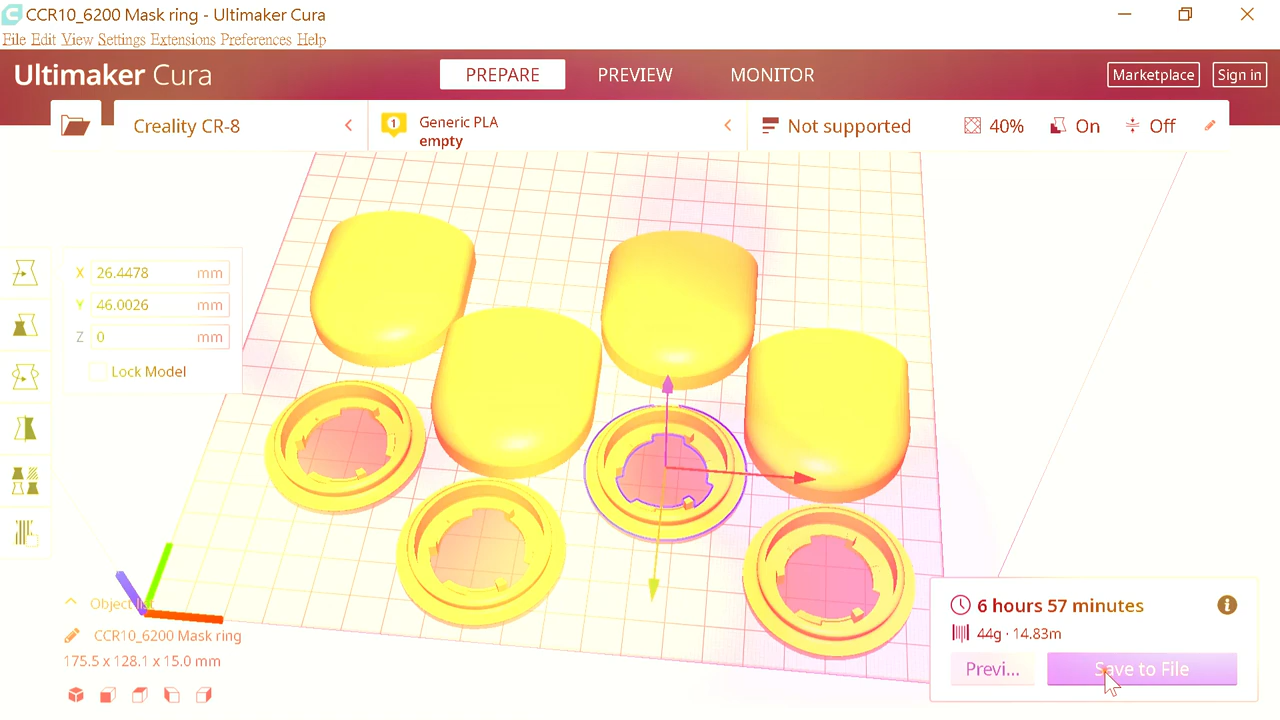 CCR10_6200 Mask ring - Ultimaker Cura
File Edit View Settings Extensions Preferences Help
Ultimaker Cura
PREPARE
PREVIEW
MONITOR
Marketplace
Sign in
Creality CR-8
1
Generic PLA
empty
Not supported
40%
On
Off
X 26.4478 mm
Y 46.0026 mm
Z 0 mm
Lock Model
Object list
CCR10_6200 Mask ring
175.5 x 128.1 x 15.0 mm
6 hours 57 minutes
44g · 14.83m
Previ...
Save to File